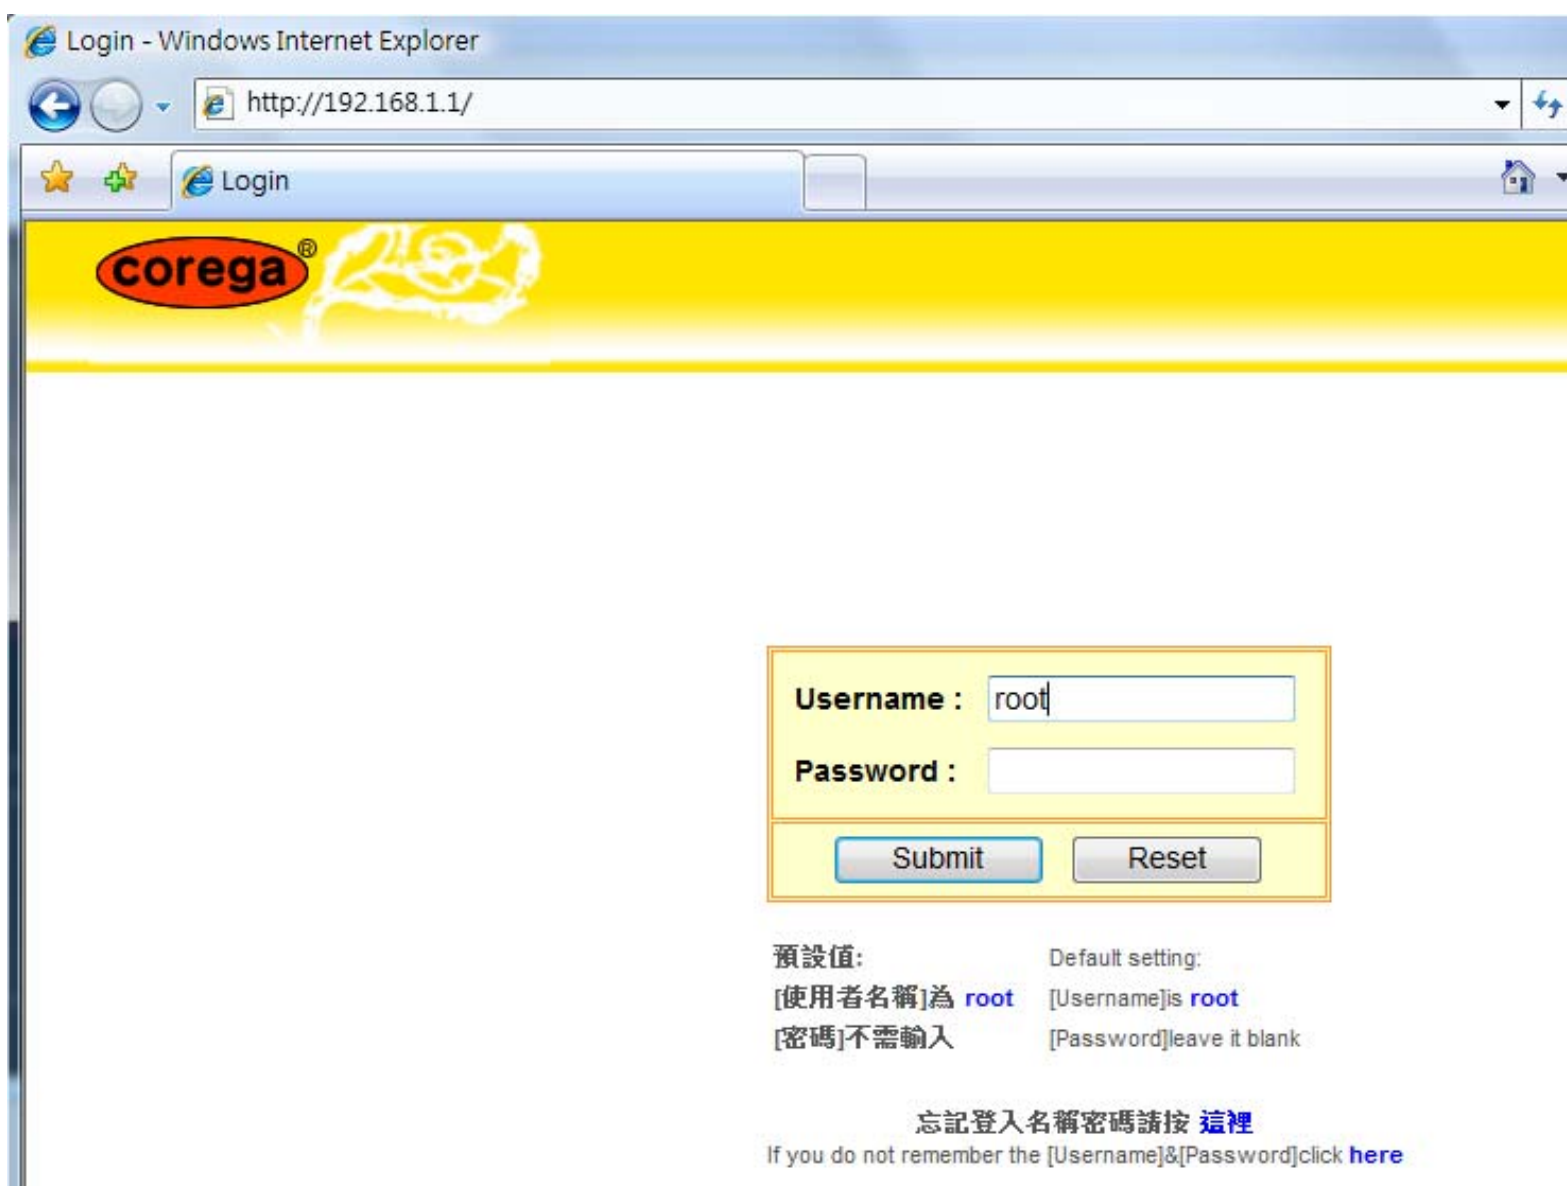 Login - Windows Internet Explorer
http://192.168.1.1/
Login
corega®
Username : root
Password :
Submit Reset
預設值: Default setting:
[使用者名稱]為 root [Username]is root
[密碼]不需輸入 [Password]leave it blank
忘記登入名稱密碼請按 這裡
If you do not remember the [Username]&[Password]click here